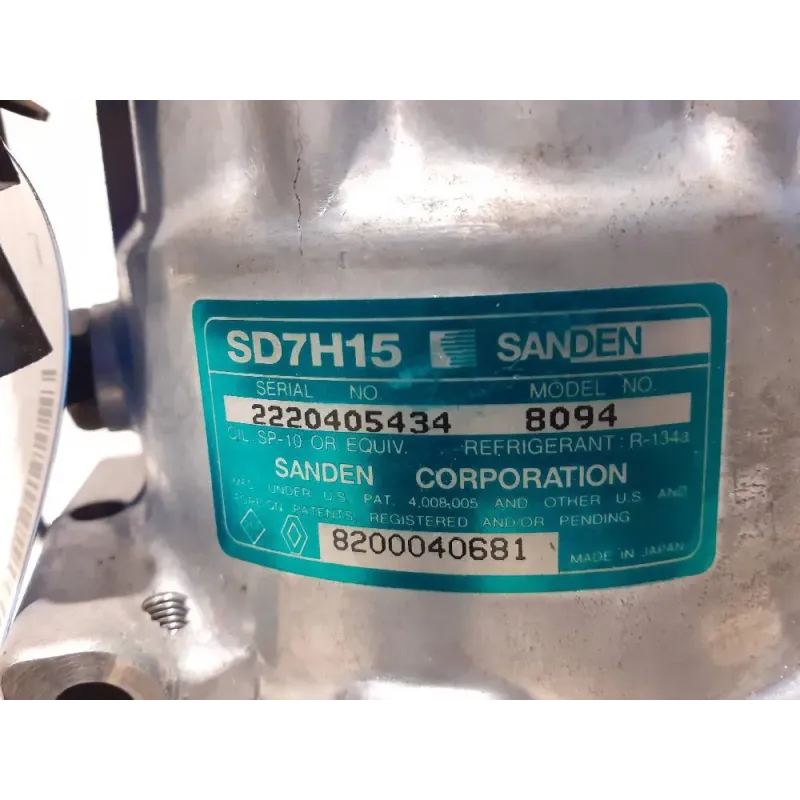 SD7H15 SANDEN
SERIAL NO. MODEL NO.
2220405434 8094
OIL SP-10 OR EQUIV. REFRIGERANT: R-134a
SANDEN CORPORATION
MFG. UNDER U.S. PAT. 4,008,005 AND OTHER U.S. AND
FOREIGN PATENTS, REGISTERED AND/OR PENDING
8200040681 MADE IN JAPAN